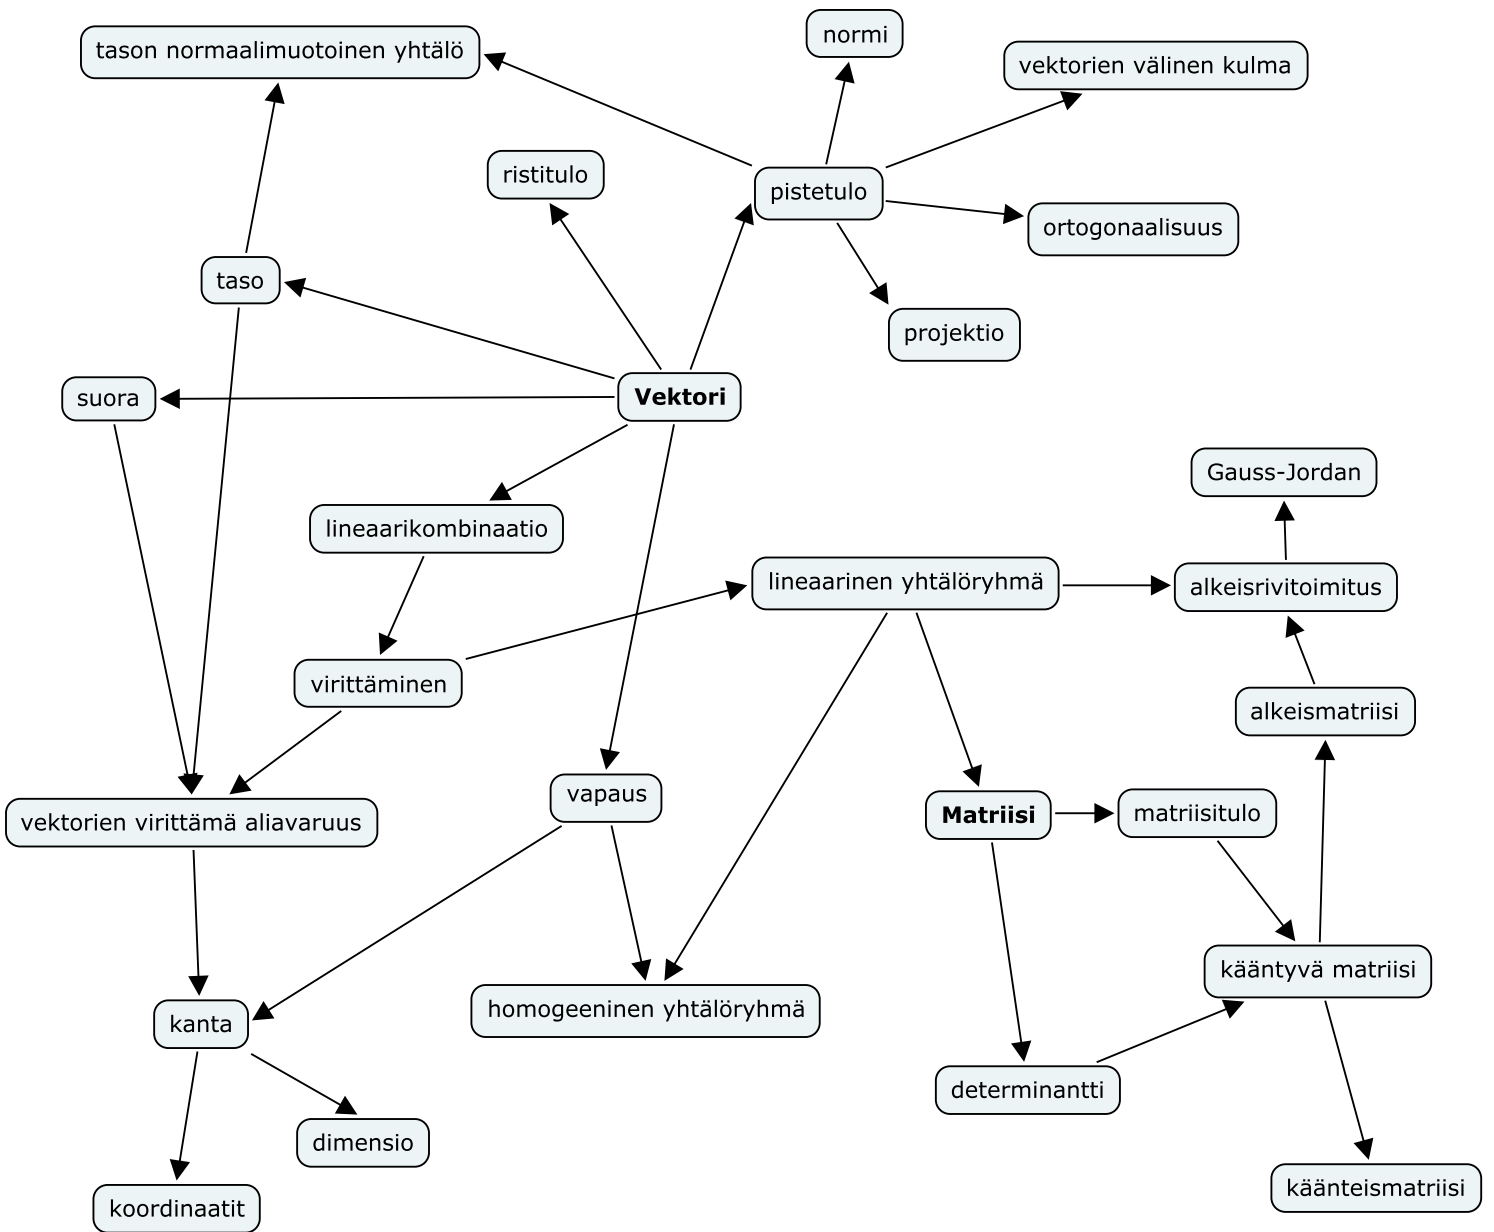 normi
tason normaalimuotoinen yhtälö
vektorien välinen kulma
ristitulo
pistetulo
ortogonaalisuus
taso
projektio
suora
Vektori
Gauss-Jordan
lineaarikombinaatio
lineaarinen yhtälöryhmä
alkeisrivitoimitus
virittäminen
alkeismatriisi
vapaus
vektorien virittämä aliavaruus
Matriisi
matriisitulo
kääntyvä matriisi
homogeeninen yhtälöryhmä
kanta
determinantti
dimensio
käänteismatriisi
koordinaatit